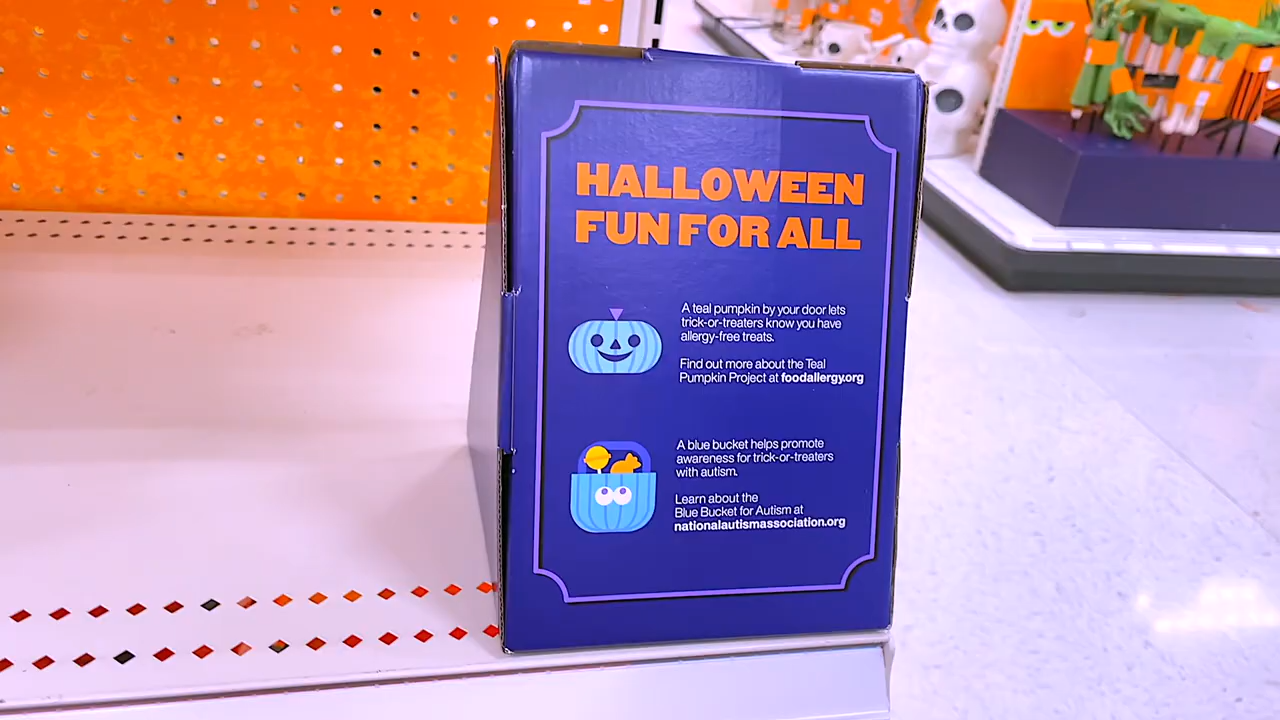 HALLOWEEN
FUN FOR ALL
A teal pumpkin by your door lets
trick-or-treaters know you have
allergy-free treats.
Find out more about the Teal
Pumpkin Project at foodallergy.org
A blue bucket helps promote
awareness for trick-or-treaters
with autism.
Learn about the
Blue Bucket for Autism at
nationalautismassociation.org